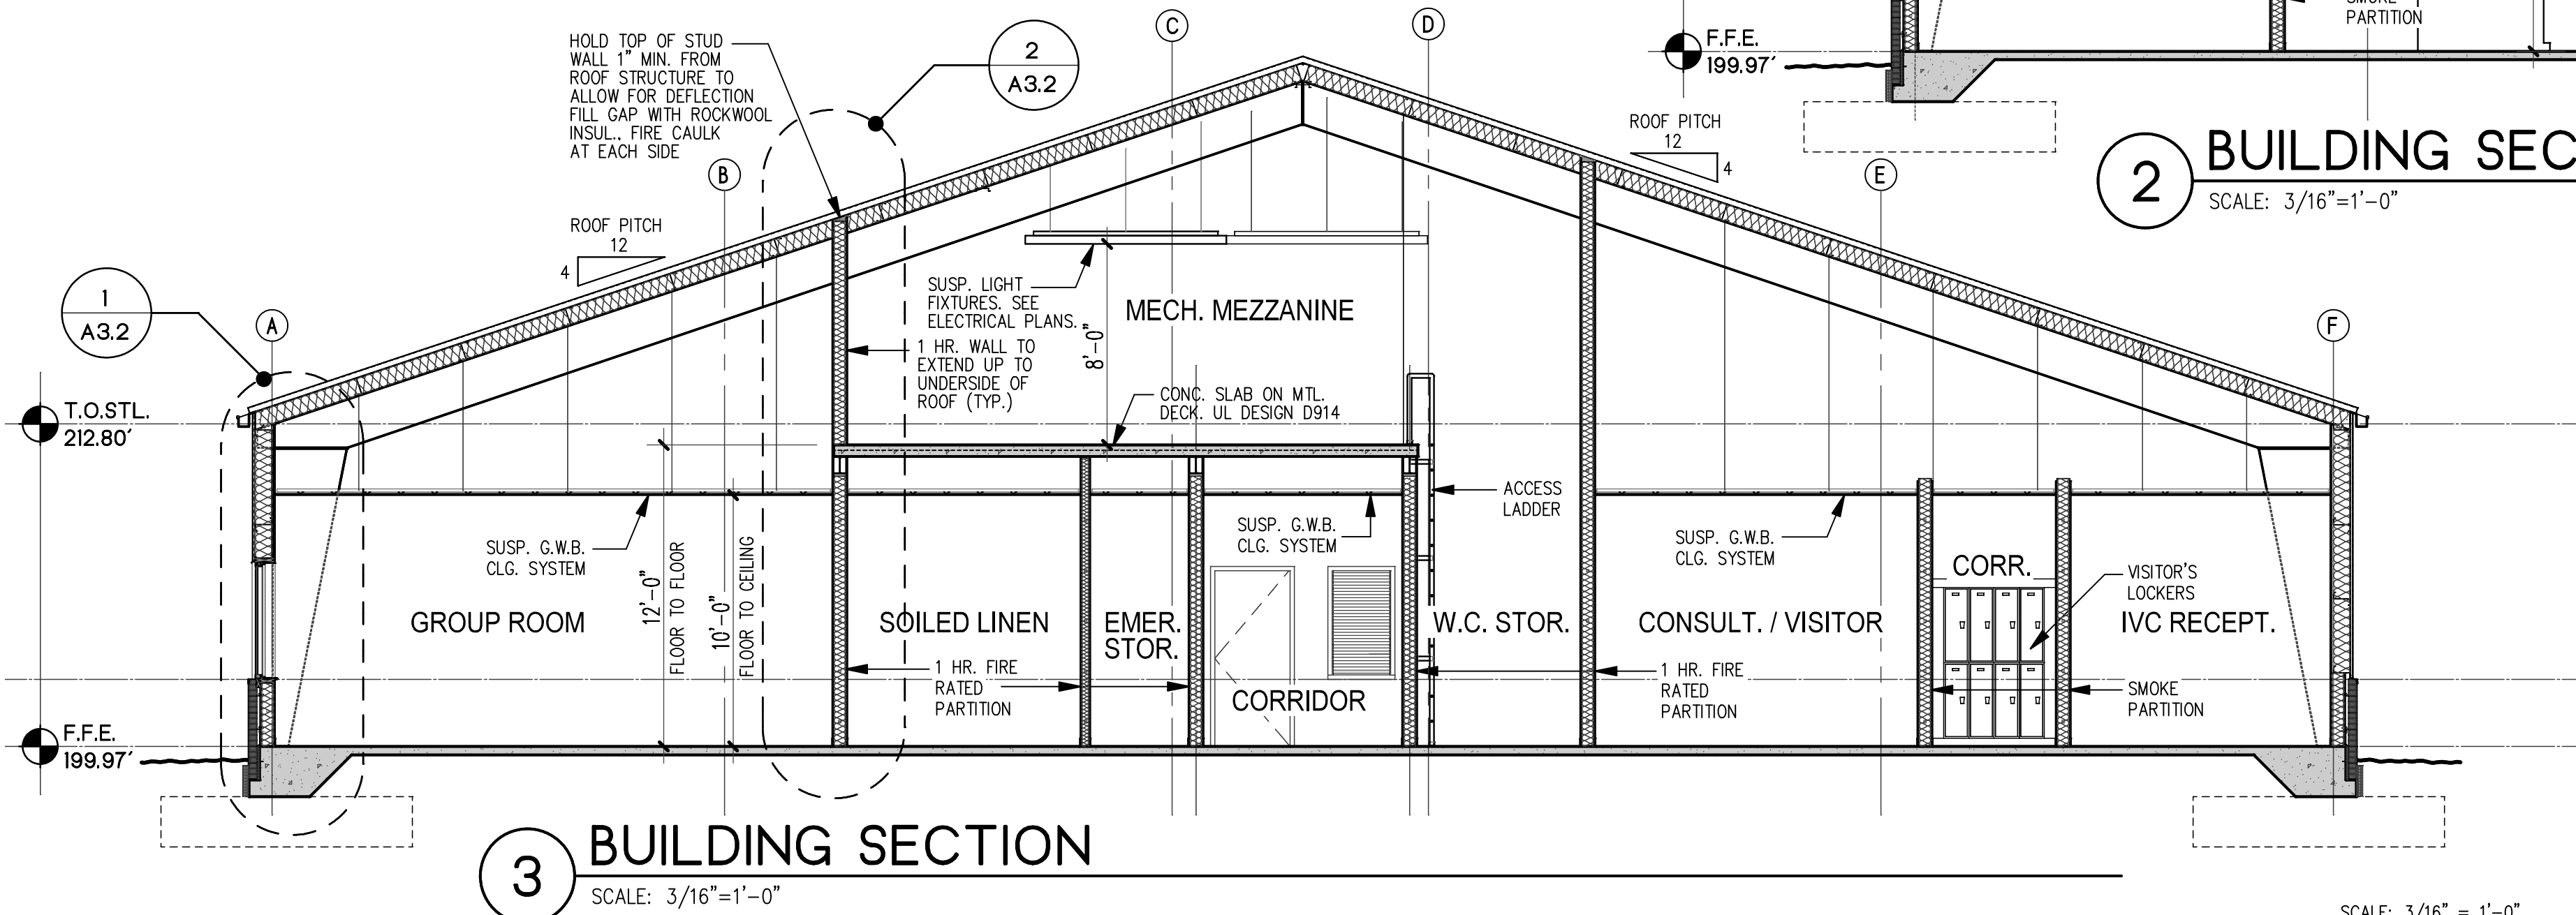 HOLD TOP OF STUD
WALL 1" MIN. FROM
ROOF STRUCTURE TO
ALLOW FOR DEFLECTION
FILL GAP WITH ROCKWOOL
INSUL., FIRE CAULK
AT EACH SIDE
2
A3.2
C
D
SMOKE
PARTITION
F.F.E.
199.97'
2
BUILDING SEC
SCALE: 3/16"=1'-0"
ROOF PITCH
12
4
B
E
ROOF PITCH
12
4
1
A3.2
A
F
SUSP. LIGHT
FIXTURES. SEE
ELECTRICAL PLANS.
MECH. MEZZANINE
8'-0"
1 HR. WALL TO
EXTEND UP TO
UNDERSIDE OF
ROOF (TYP.)
CONC. SLAB ON MTL.
DECK. UL DESIGN D914
T.O.STL.
212.80'
ACCESS
LADDER
SUSP. G.W.B.
CLG. SYSTEM
SUSP. G.W.B.
CLG. SYSTEM
SUSP. G.W.B.
CLG. SYSTEM
12'-0"
FLOOR TO FLOOR
10'-0"
FLOOR TO CEILING
GROUP ROOM
SOILED LINEN
EMER.
STOR.
CORRIDOR
W.C. STOR.
CONSULT. / VISITOR
CORR.
VISITOR'S
LOCKERS
IVC RECEPT.
1 HR. FIRE
RATED
PARTITION
1 HR. FIRE
RATED
PARTITION
SMOKE
PARTITION
F.F.E.
199.97'
3
BUILDING SECTION
SCALE: 3/16"=1'-0"
SCALE: 3/16" = 1'-0"